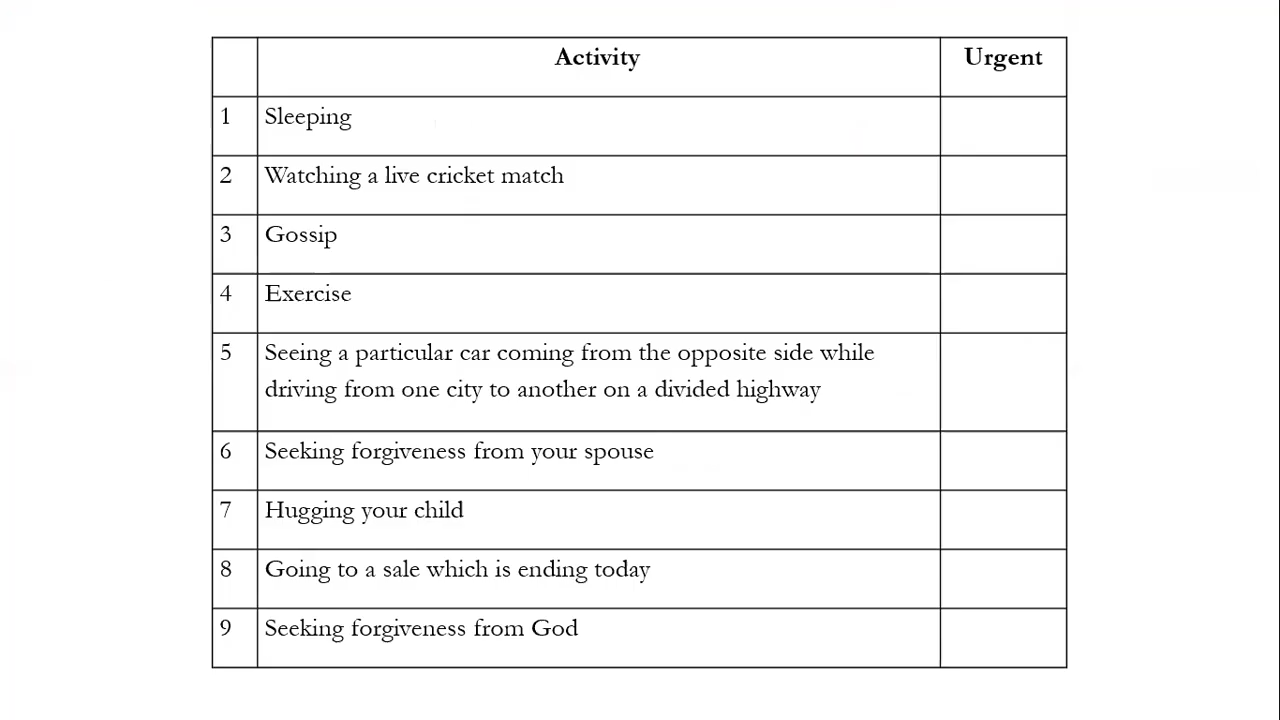 Activity Urgent
1 Sleeping
2 Watching a live cricket match
3 Gossip
4 Exercise
5 Seeing a particular car coming from the opposite side while
driving from one city to another on a divided highway
6 Seeking forgiveness from your spouse
7 Hugging your child
8 Going to a sale which is ending today
9 Seeking forgiveness from God